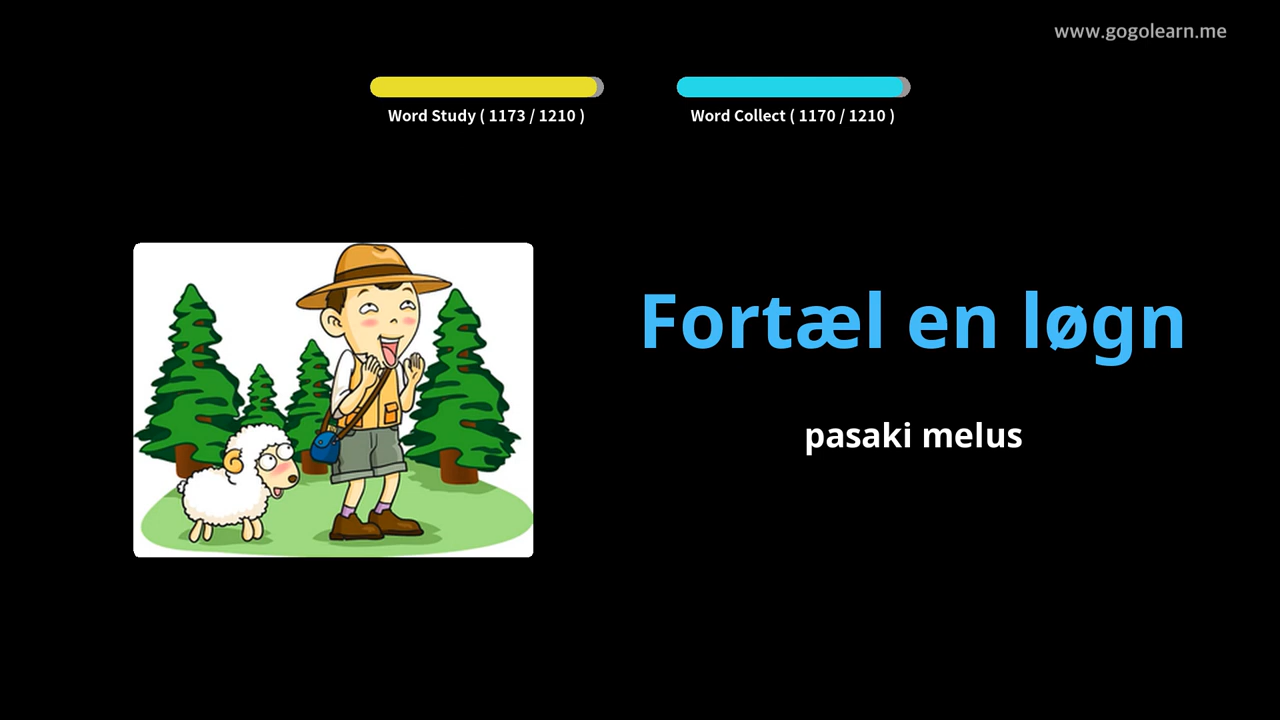 www.gogolearn.me
Word Study ( 1173 / 1210 )
Word Collect ( 1170 / 1210 )
Fortæl en løgn
pasaki melus